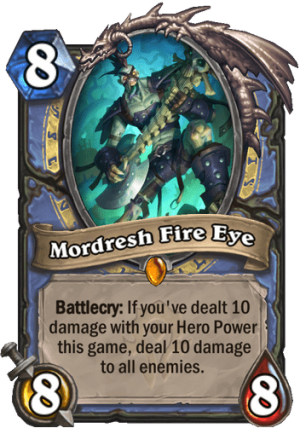 8
Mordresh Fire Eye
Battlecry: If you've dealt 10
damage with your Hero Power
this game, deal 10 damage
to all enemies.
8 8